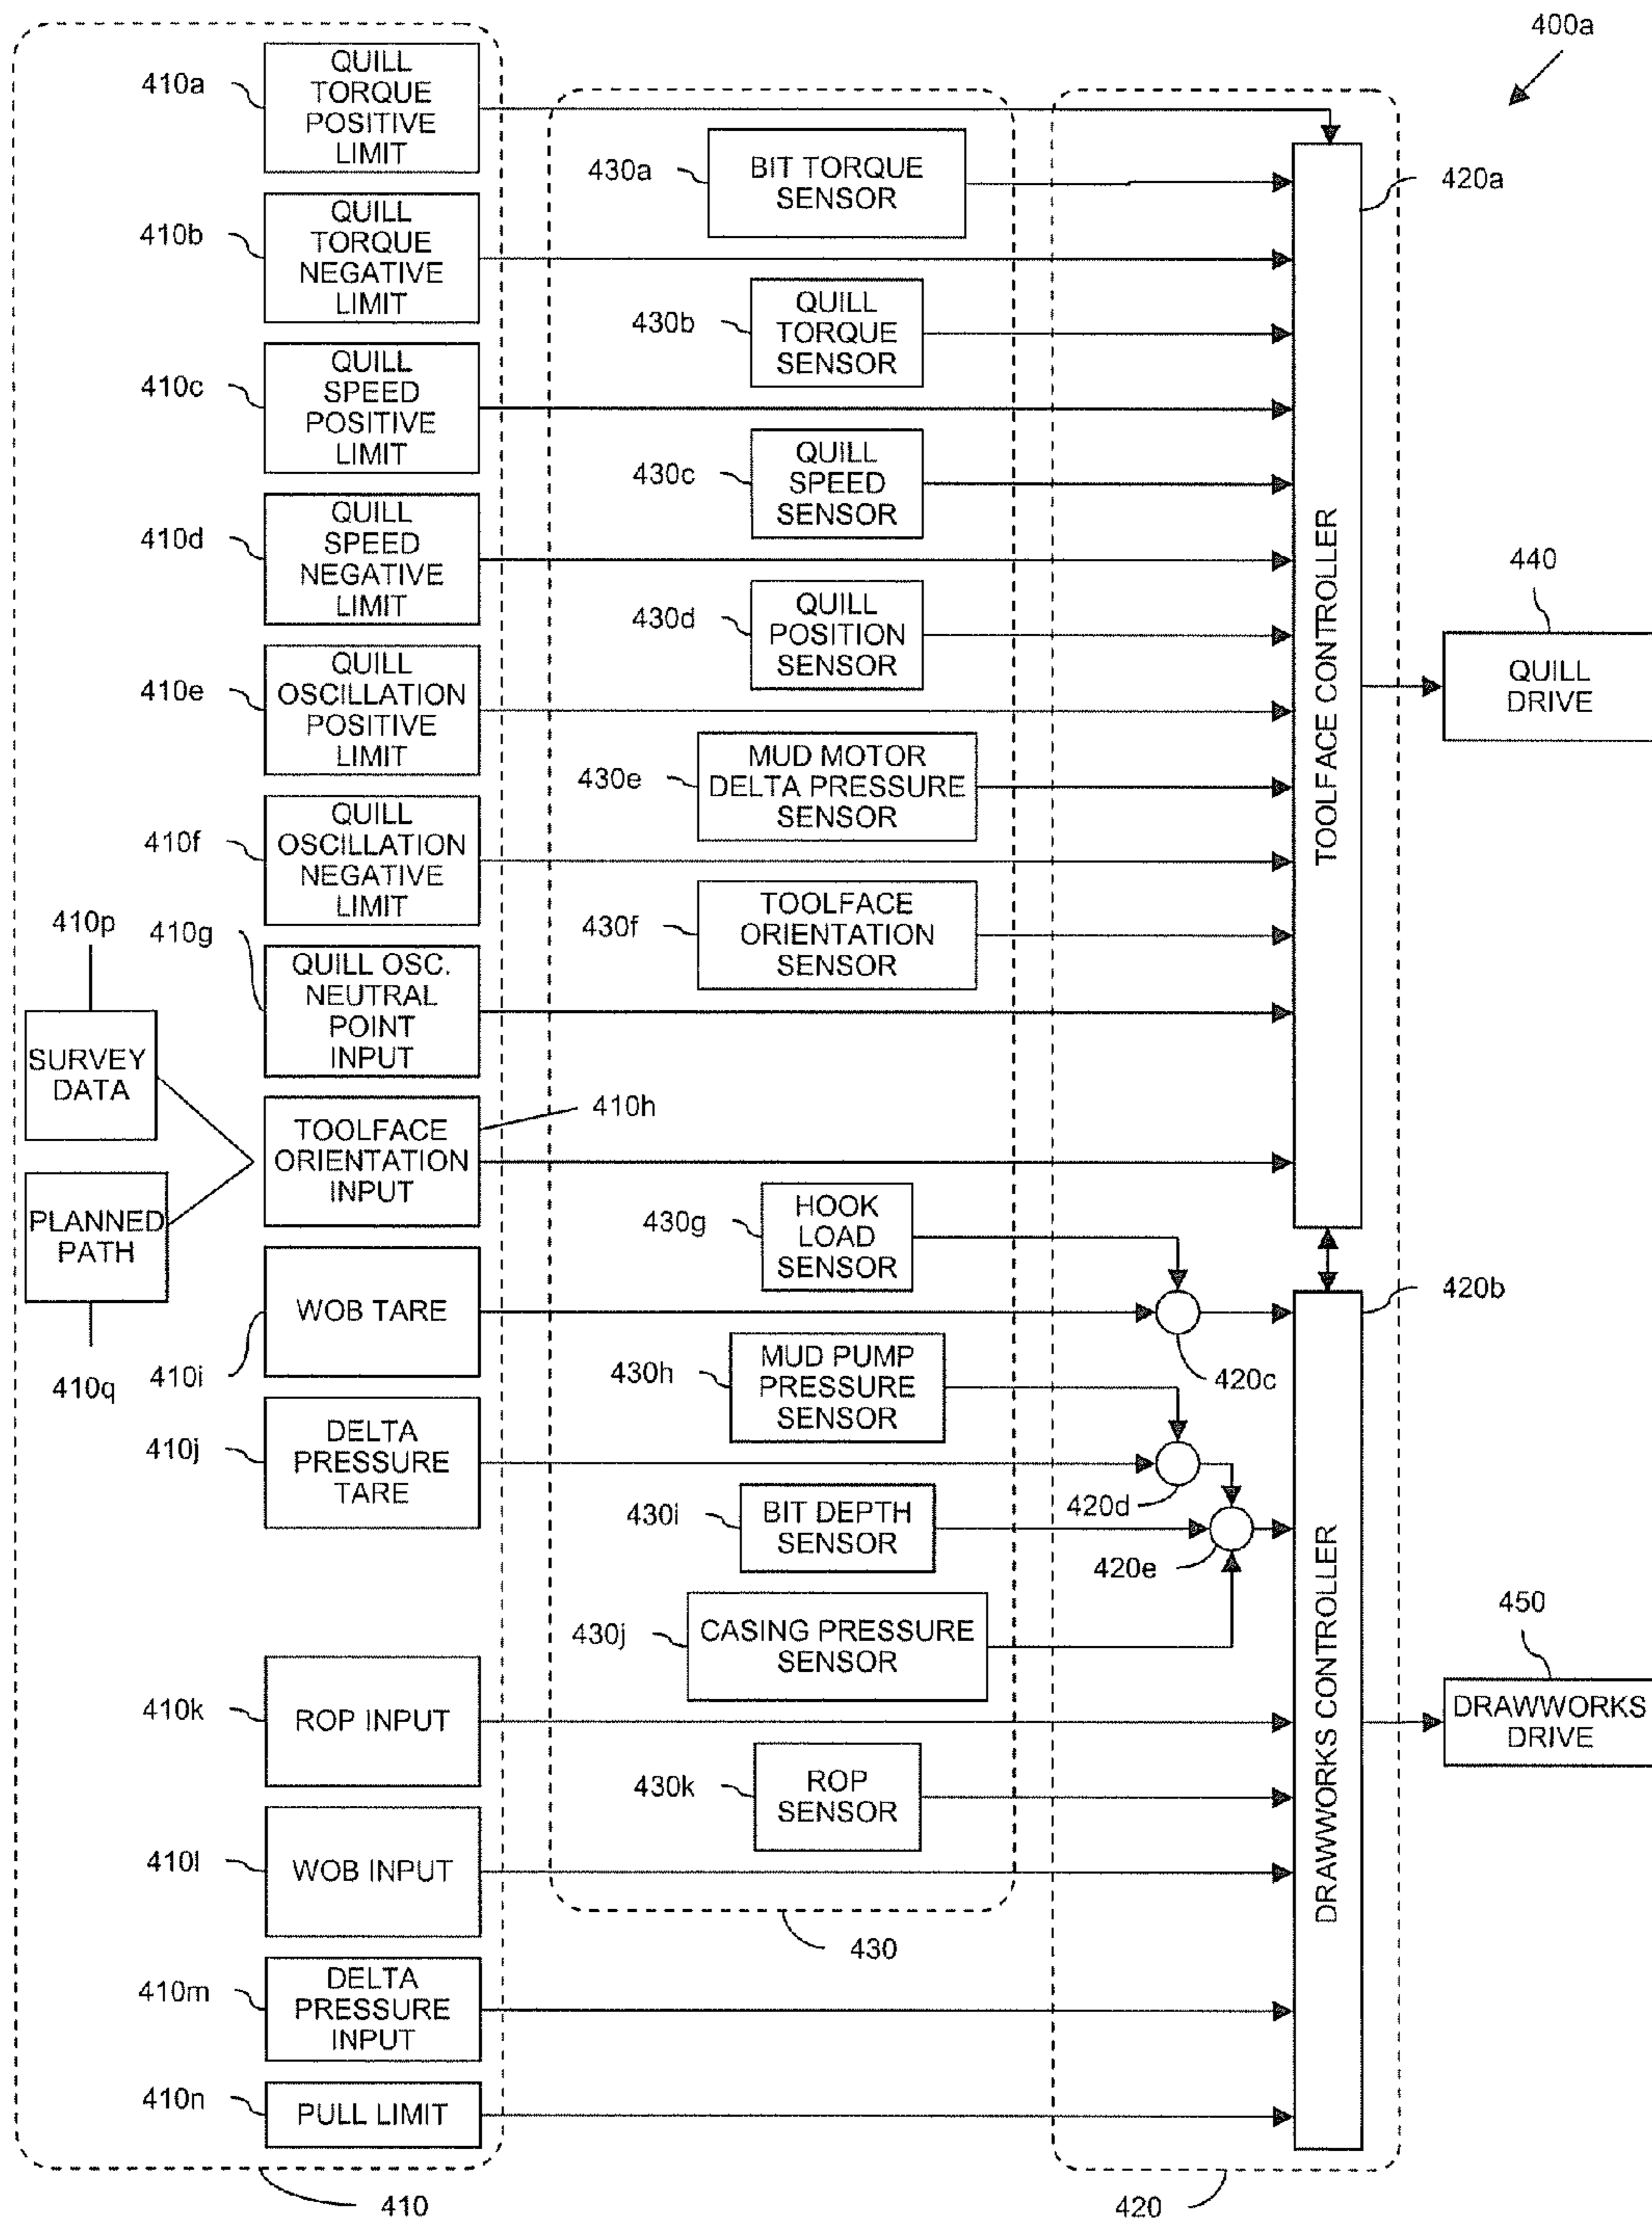 400a
410a
QUILL
TORQUE
POSITIVE
LIMIT
430a
BIT TORQUE
SENSOR
420a
410b
QUILL
TORQUE
NEGATIVE
LIMIT
430b
QUILL
TORQUE
SENSOR
410c
QUILL
SPEED
POSITIVE
LIMIT
430c
QUILL
SPEED
SENSOR
410d
QUILL
SPEED
NEGATIVE
LIMIT
430d
QUILL
POSITION
SENSOR
TOOLFACE CONTROLLER
440
QUILL
DRIVE
410e
QUILL
OSCILLATION
POSITIVE
LIMIT
430e
MUD MOTOR
DELTA PRESSURE
SENSOR
410f
QUILL
OSCILLATION
NEGATIVE
LIMIT
430f
TOOLFACE
ORIENTATION
SENSOR
410p
410g
QUILL OSC.
NEUTRAL
POINT
INPUT
SURVEY
DATA
410h
TOOLFACE
ORIENTATION
INPUT
PLANNED
PATH
410q
430g
HOOK
LOAD
SENSOR
420b
410i
WOB TARE
420c
430h
MUD PUMP
PRESSURE
SENSOR
410j
DELTA
PRESSURE
TARE
420d
430i
BIT DEPTH
SENSOR
420e
430j
CASING PRESSURE
SENSOR
DRAWWORKS CONTROLLER
450
DRAWWORKS
DRIVE
410k
ROP INPUT
430k
ROP
SENSOR
410l
WOB INPUT
430
410m
DELTA
PRESSURE
INPUT
410n
PULL LIMIT
410
420